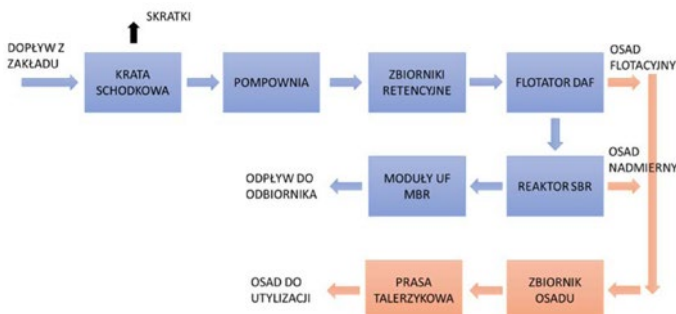 SKRATKI
DOPŁYW Z
ZAKŁADU
KRATA
SCHODKOWA
POMPOWNIA
ZBIORNIKI
RETENCYJNE
FLOTATOR DAF
OSAD
FLOTACYJNY
ODPŁYW DO
ODBIORNIKA
MODUŁY UF
MBR
REAKTOR SBR
OSAD
NADMIERNY
OSAD DO
UTYLIZACJI
PRASA
TALERZYKOWA
ZBIORNIK
OSADU